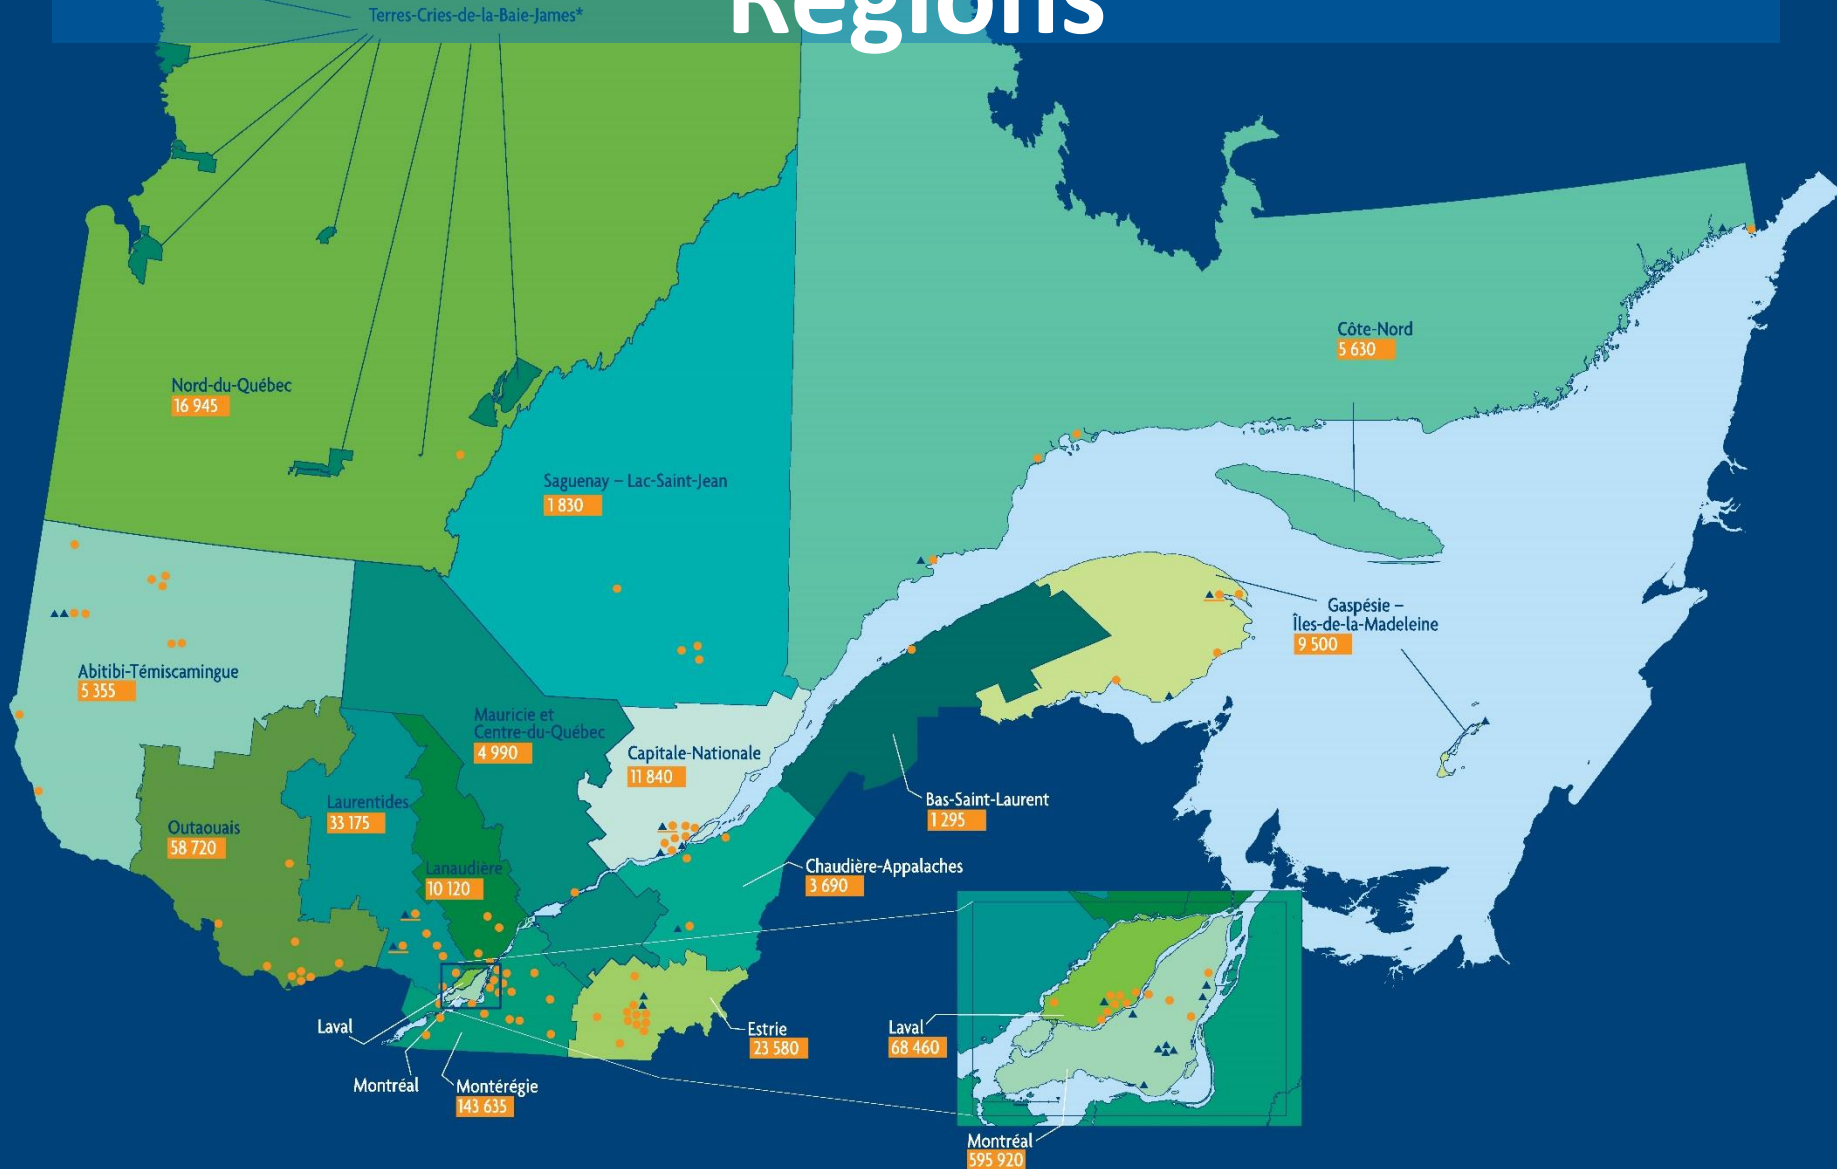 Régions
Terres-Cries-de-la-Baie-James*
Côte-Nord
5 630
Nord-du-Québec
16 945
Saguenay – Lac-Saint-Jean
1 830
Gaspésie –
Îles-de-la-Madeleine
9 500
Abitibi-Témiscamingue
5 355
Mauricie et
Centre-du-Québec
4 990
Capitale-Nationale
11 840
Laurentides
33 175
Bas-Saint-Laurent
1 295
Outaouais
58 720
Lanaudière
10 120
Chaudière-Appalaches
3 690
Laval
Estrie
23 580
Laval
68 460
Montréal
Montérégie
143 635
Montréal
595 920